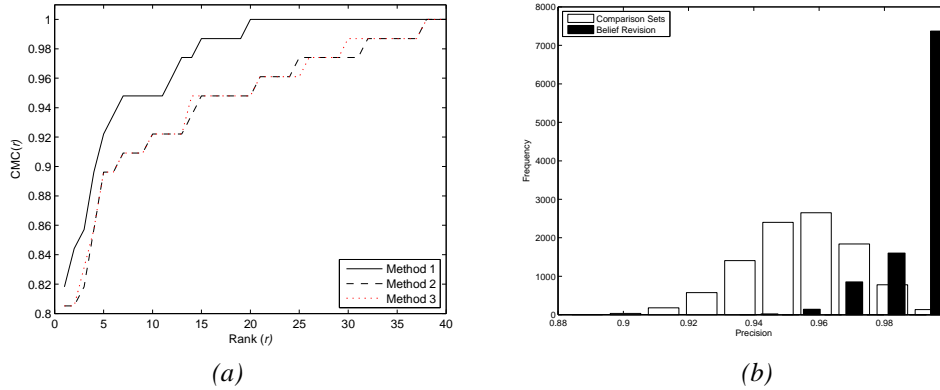 1
0.98
0.96
0.94
0.92
0.9
0.88
0.86
0.84
0.82
0.8
CMC(r)
0 5 10 15 20 25 30 35 40
Rank (r)
Method 1
Method 2
Method 3
(a)
Comparison Sets
Belief Revision
8000
7000
6000
5000
4000
3000
2000
1000
0
Frequency
0.88 0.9 0.92 0.94 0.96 0.98
Precision
(b)